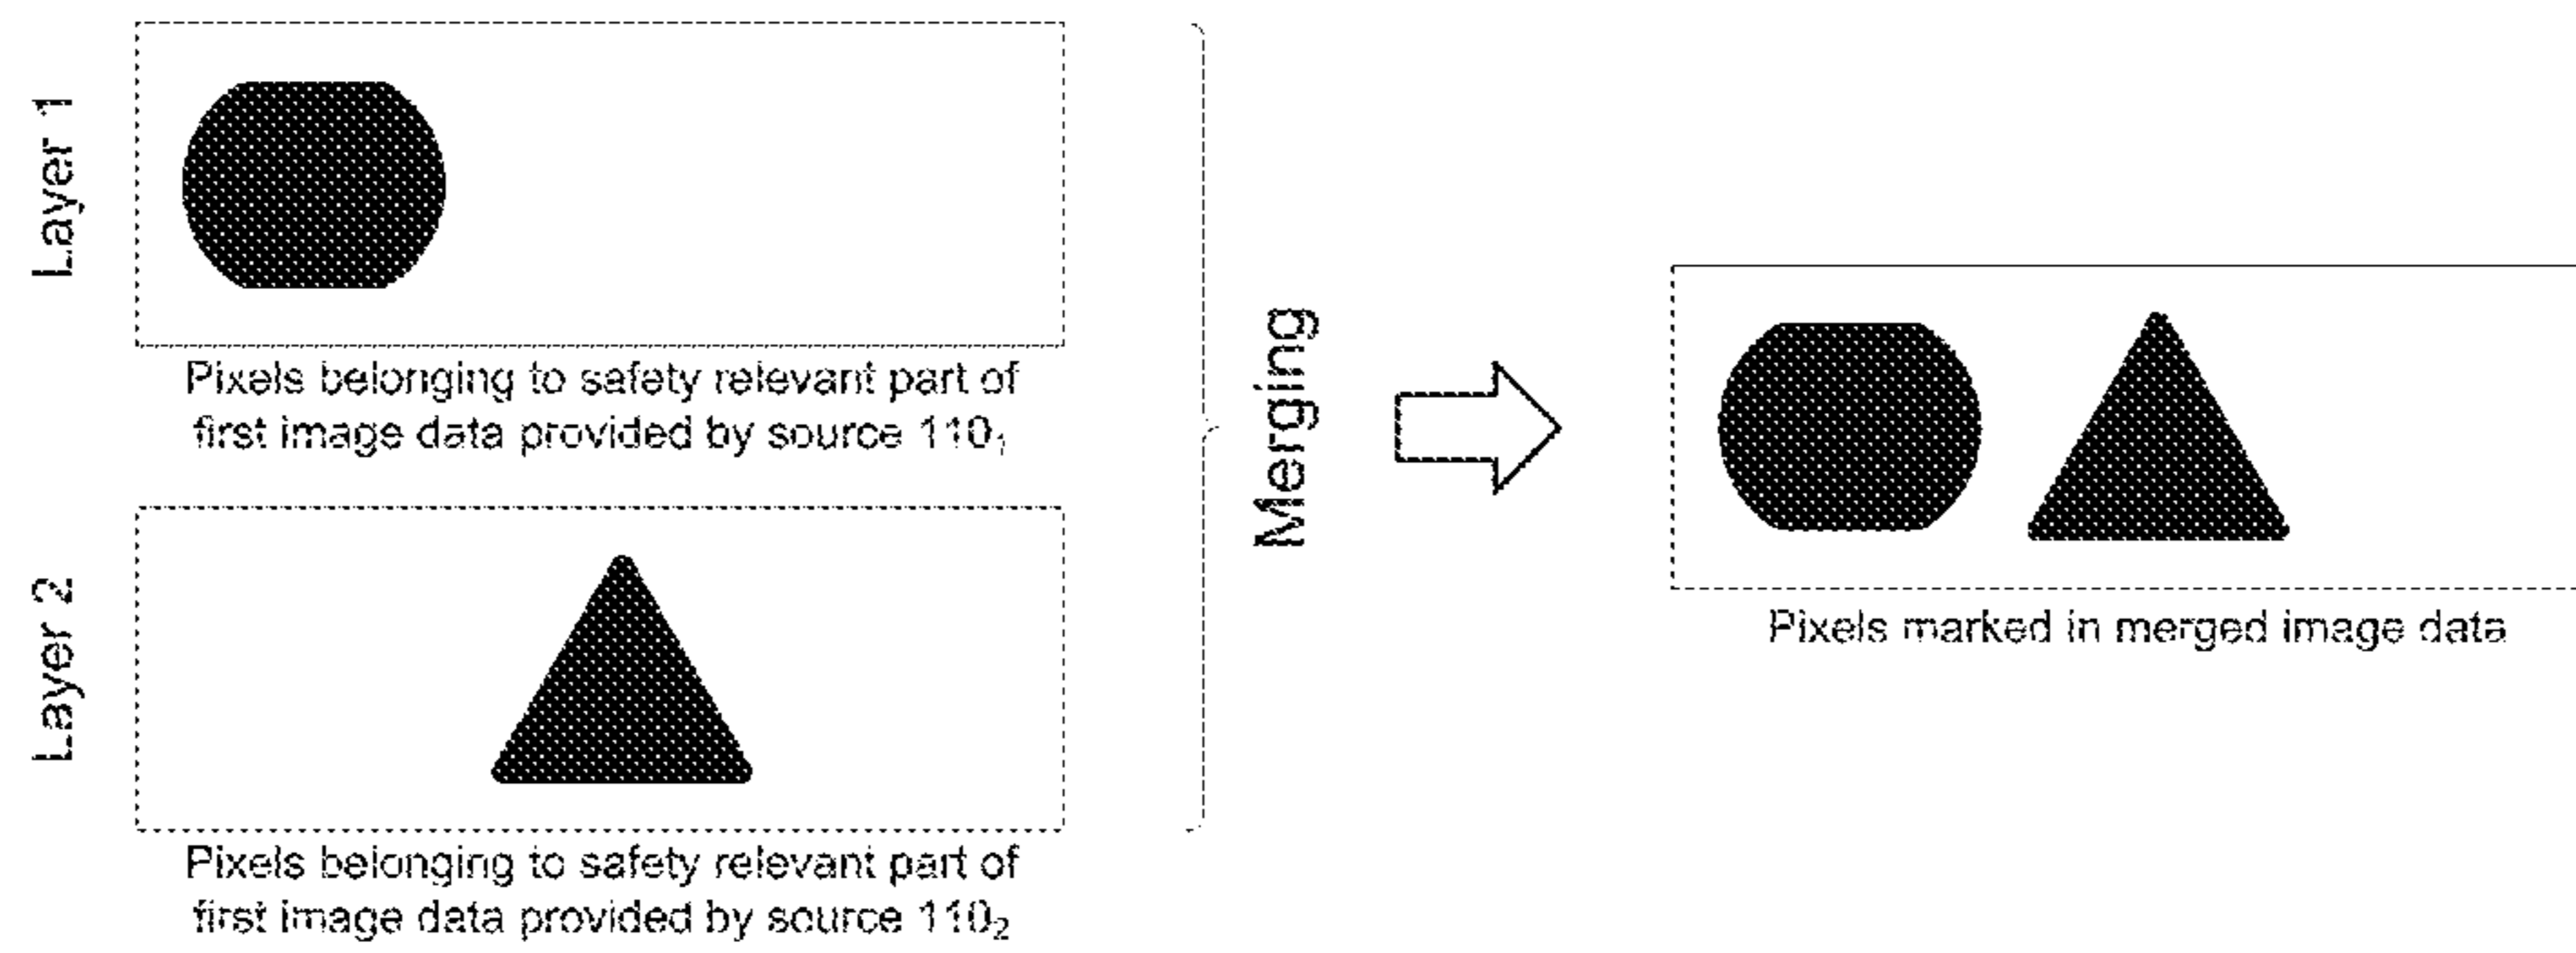 Layer 1
Pixels belonging to safety relevant part of
first image data provided by source 110₁
Layer 2
Pixels belonging to safety relevant part of
first image data provided by source 110₂
Merging
Pixels marked in merged image data